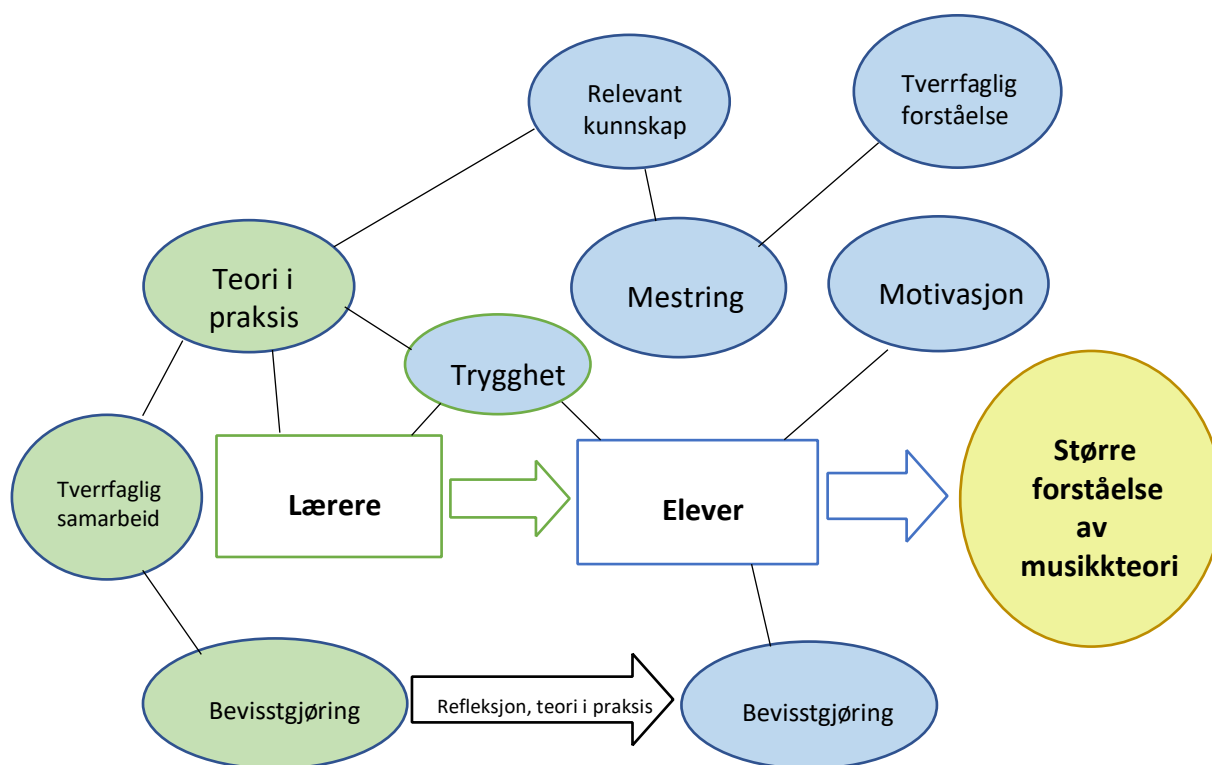 Relevant
kunnskap
Tverrfaglig
forståelse
Teori i
praksis
Mestring
Motivasjon
Trygghet
Tverrfaglig
samarbeid
Lærere
Elever
Større
forståelse
av
musikkteori
Bevisstgjøring
Refleksjon, teori i praksis
Bevisstgjøring